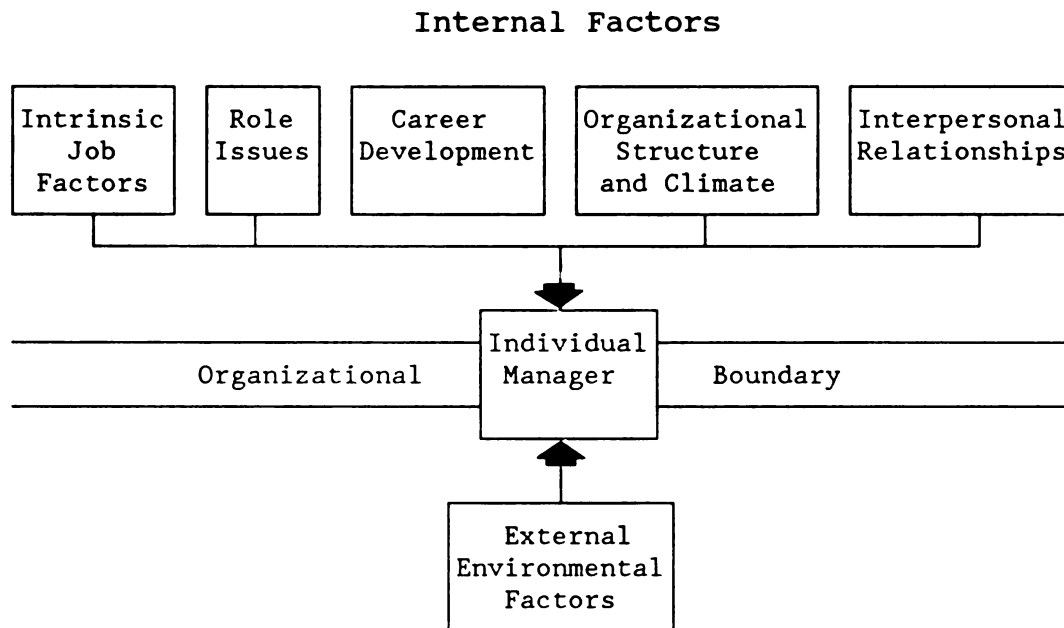 Internal Factors
Intrinsic
Job
Factors
Role
Issues
Career
Development
Organizational
Structure
and Climate
Interpersonal
Relationships
Individual
Manager
Organizational
Boundary
External
Environmental
Factors